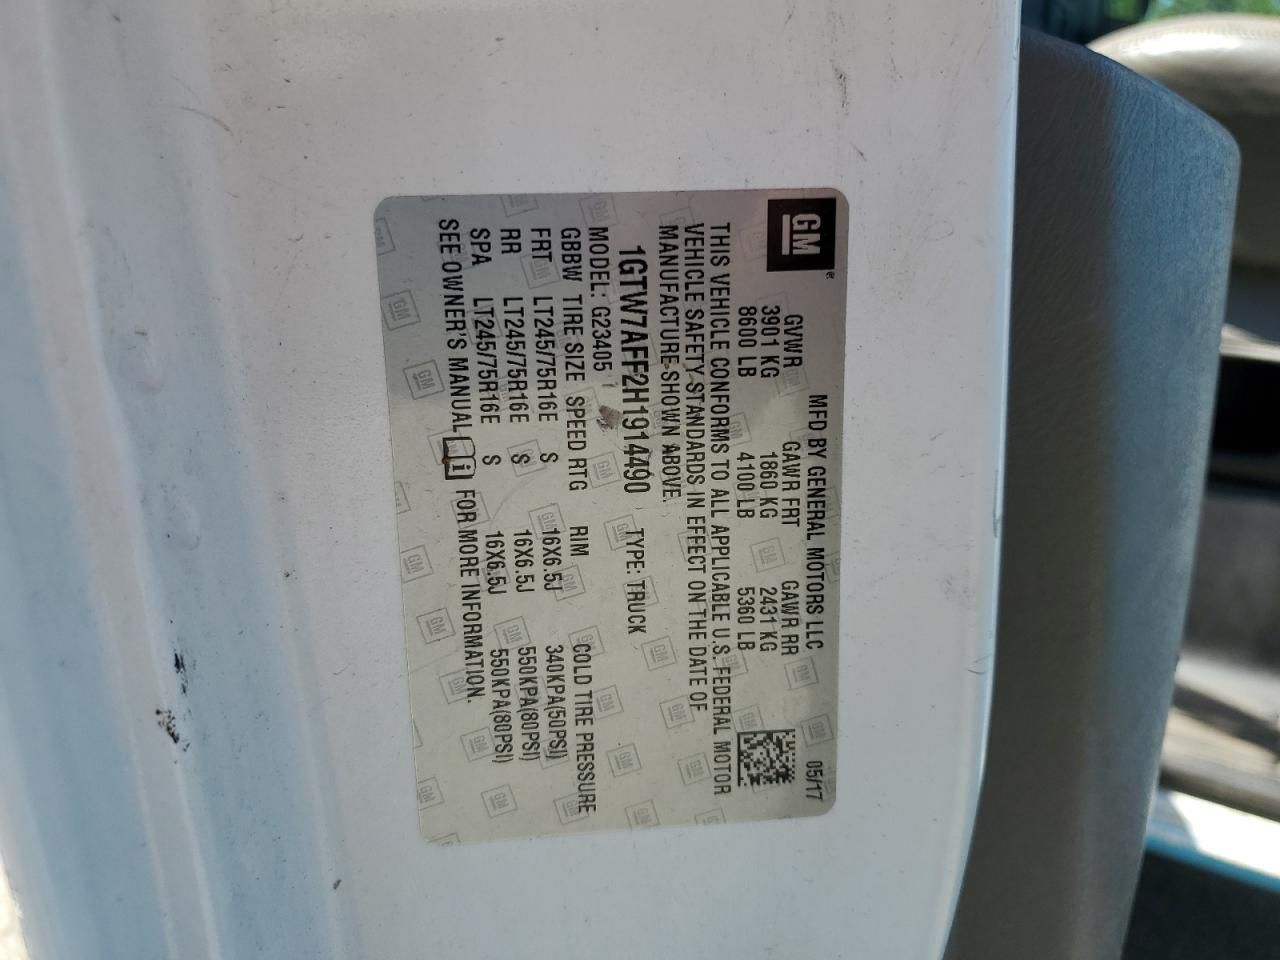 GM
MFD BY GENERAL MOTORS LLC 05/17
GVWR GAWR FRT GAWR RR
3901 KG 1860 KG 2431 KG
8600 LB 4100 LB 5360 LB
THIS VEHICLE CONFORMS TO ALL APPLICABLE U.S. FEDERAL MOTOR
VEHICLE SAFETY STANDARDS IN EFFECT ON THE DATE OF
MANUFACTURE SHOWN ABOVE.
1GTW7AFF2H1914490 TYPE: TRUCK
MODEL: G23405
GBBW TIRE SIZE SPEED RTG RIM COLD TIRE PRESSURE
FRT LT245/75R16E S 16X6.5J 340KPA(50PSI)
RR LT245/75R16E S 16X6.5J 550KPA(80PSI)
SPA LT245/75R16E S 16X6.5J 550KPA(80PSI)
SEE OWNER'S MANUAL i FOR MORE INFORMATION.